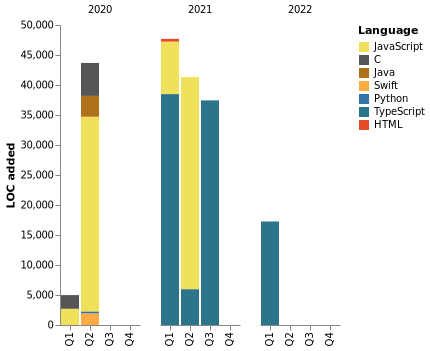 2020 2021 2022
Language
JavaScript
C
Java
Swift
Python
TypeScript
HTML
LOC added
50,000
45,000
40,000
35,000
30,000
25,000
20,000
15,000
10,000
5,000
0
Q1 Q2 Q3 Q4 Q1 Q2 Q3 Q4 Q1 Q2 Q3 Q4